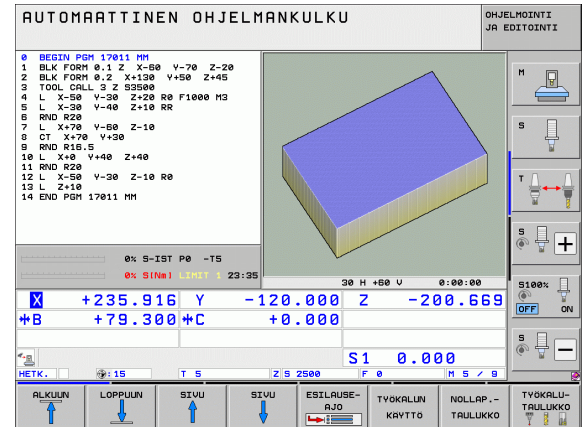 AUTOMAATTINEN OHJELMANKULKU
OHJELMOINTI
JA EDITOINTI
0 BEGIN PGM 17011 MM
1 BLK FORM 0.1 Z X-60 Y-70 Z-20
2 BLK FORM 0.2 X+130 Y+50 Z+45
3 TOOL CALL 3 Z S3500
4 L X-50 Y-30 Z+20 R0 F1000 M3
5 L X-30 Y-40 Z+10 RR
6 RND R20
7 L X+70 Y-60 Z-10
8 CT X+70 Y+30
9 RND R16.5
10 L X+0 Y+40 Z+40
11 RND R20
12 L X-50 Y-30 Z-10 R0
13 L Z+10
14 END PGM 17011 MM
0% S-IST P0 -T5
0% S[Nm] LIMIT 1 23:35
30 H +60 V 0:00:00
X +235.916 Y -120.000 Z -200.669
B +79.300 C +0.000
S1 0.000
HETK. :15 T 5 Z S 2500 F 0 M 5 / 9
M
S
T
S +
S100%
OFF ON
S −
ALKUUN
LOPPUUN
SIVU
SIVU
ESILAUSE-
AJO
TYÖKALUN
KÄYTTÖ
NOLLAP.-
TAULUKKO
TYÖKALU-
TAULUKKO